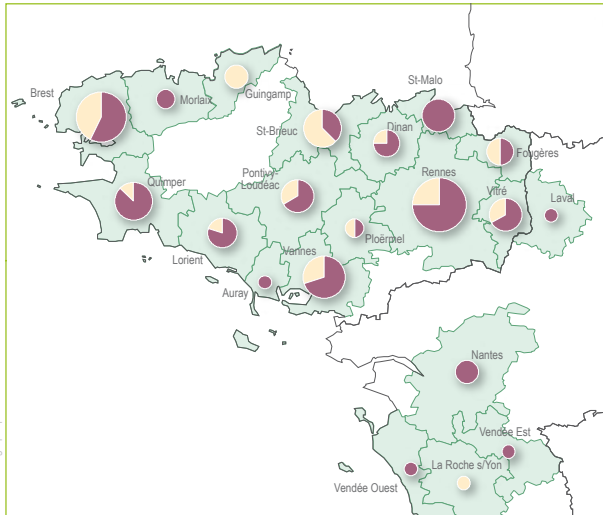 St-Malo
Brest
Morlaix
Guingamp
St-Brieuc
Dinan
Fougères
Pontivy-
Loudéac
Rennes
Quimper
Vitré
Laval
Ploërmel
Lorient
Vannes
Auray
Nantes
Vendée Est
La Roche s/Yon
Vendée Ouest